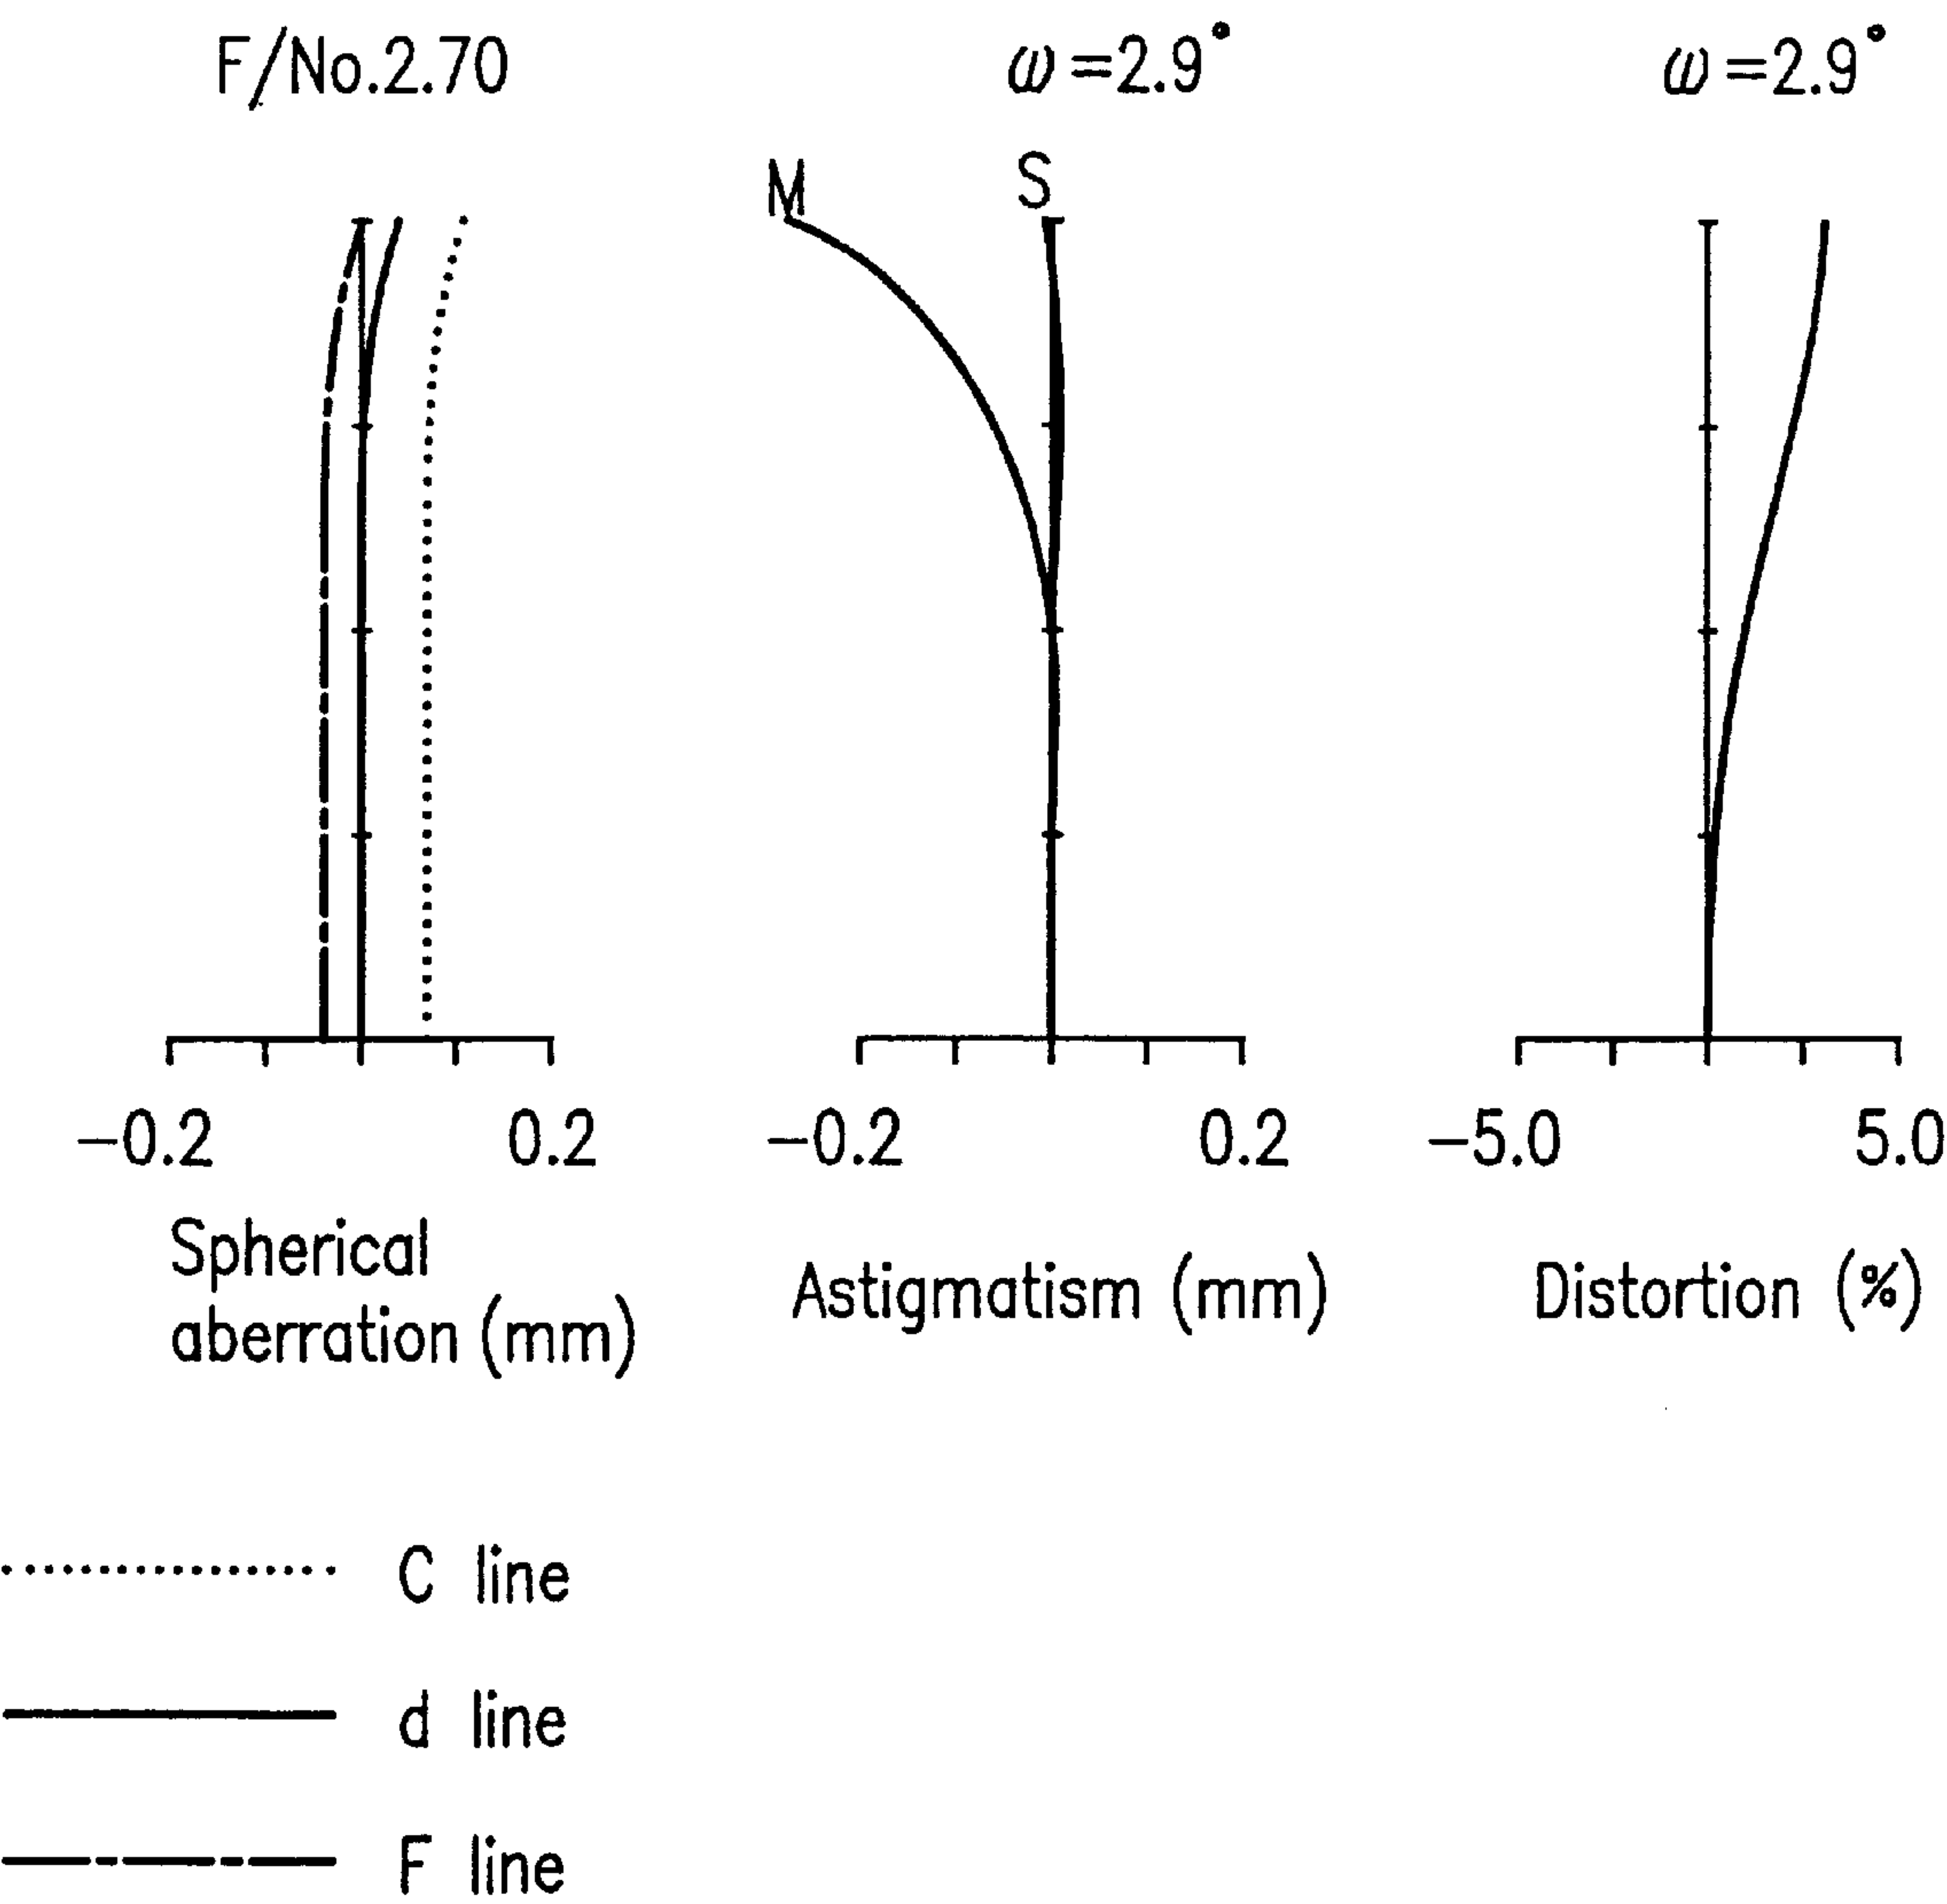 F/No.2.70
ω=2.9°
ω=2.9°
M
S
-0.2
0.2
-0.2
0.2
-5.0
5.0
Spherical
aberration (mm)
Astigmatism (mm)
Distortion (%)
C line
d line
F line